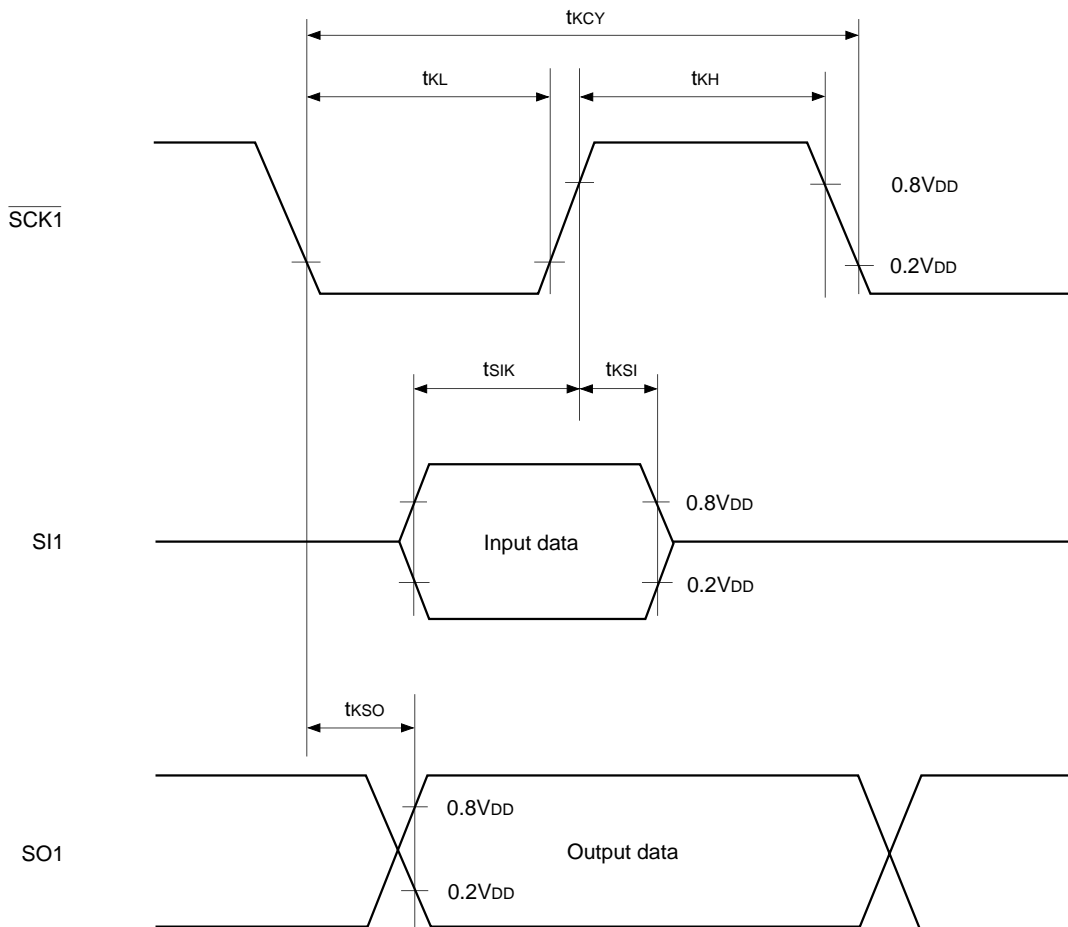 tKCY
tKL
tKH
SCK1
0.8VDD
0.2VDD
tSIK
tKSI
SI1
0.8VDD
Input data
0.2VDD
tKSO
SO1
0.8VDD
Output data
0.2VDD